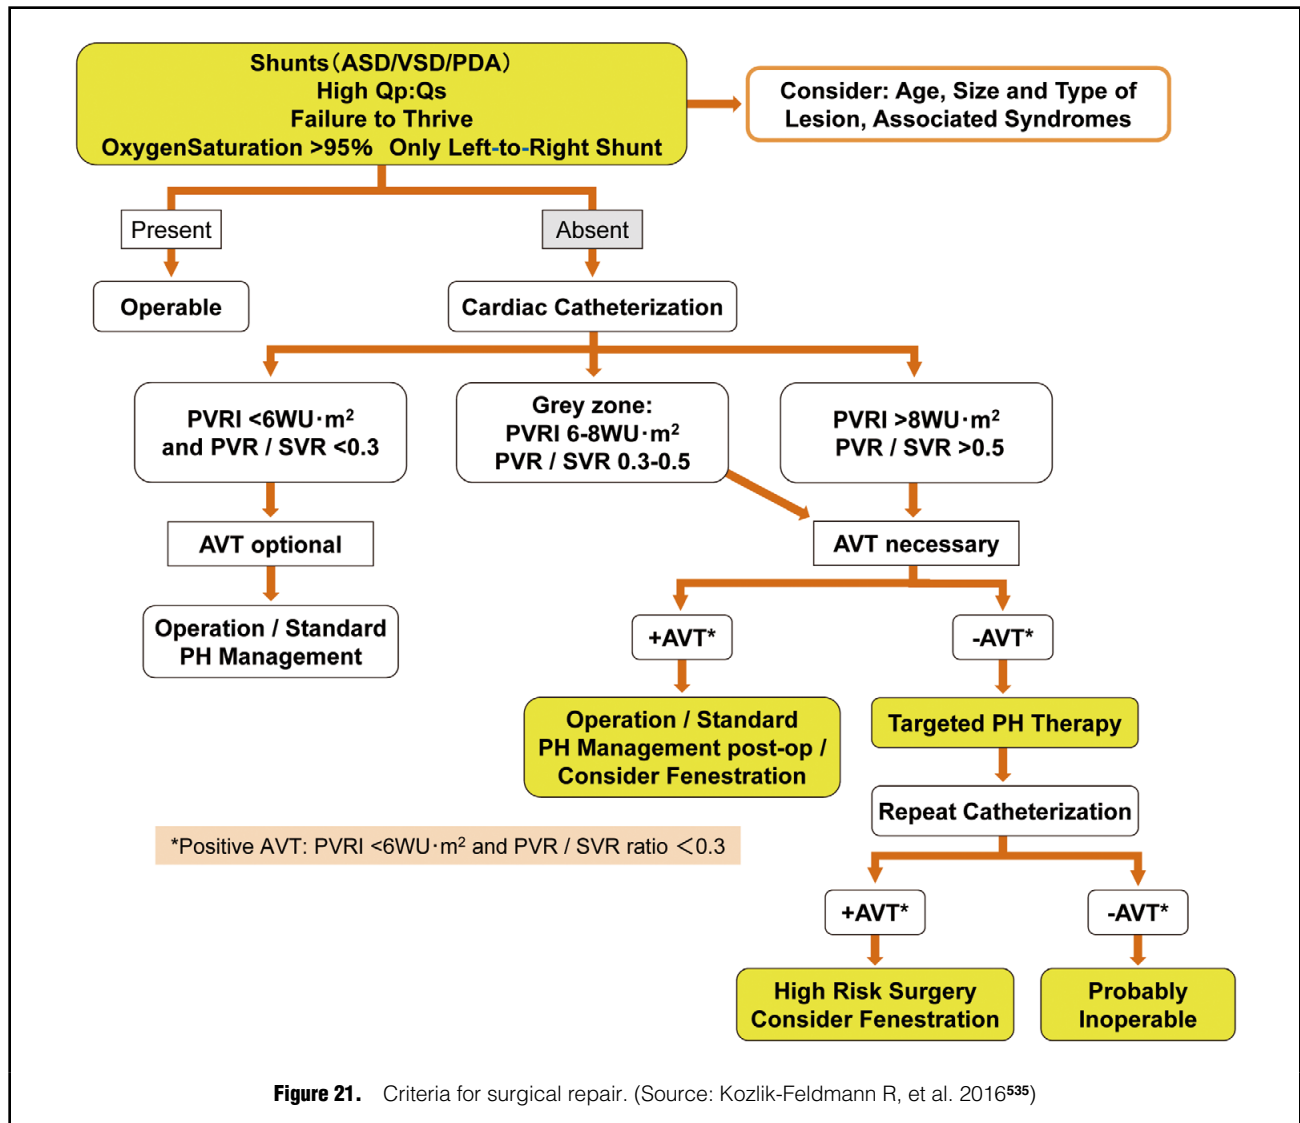 Shunts（ASD/VSD/PDA）
High Qp:Qs
Failure to Thrive
OxygenSaturation >95% Only Left-to-Right Shunt
Consider: Age, Size and Type of
Lesion, Associated Syndromes
Present
Absent
Operable
Cardiac Catheterization
PVRI <6WU·m²
and PVR / SVR <0.3
Grey zone:
PVRI 6-8WU·m²
PVR / SVR 0.3-0.5
PVRI >8WU·m²
PVR / SVR >0.5
AVT optional
AVT necessary
Operation / Standard
PH Management
+AVT*
-AVT*
Operation / Standard
PH Management post-op /
Consider Fenestration
Targeted PH Therapy
Repeat Catheterization
*Positive AVT: PVRI <6WU·m² and PVR / SVR ratio ＜0.3
+AVT*
-AVT*
High Risk Surgery
Consider Fenestration
Probably
Inoperable
Figure 21. Criteria for surgical repair. (Source: Kozlik-Feldmann R, et al. 2016⁵³⁵)